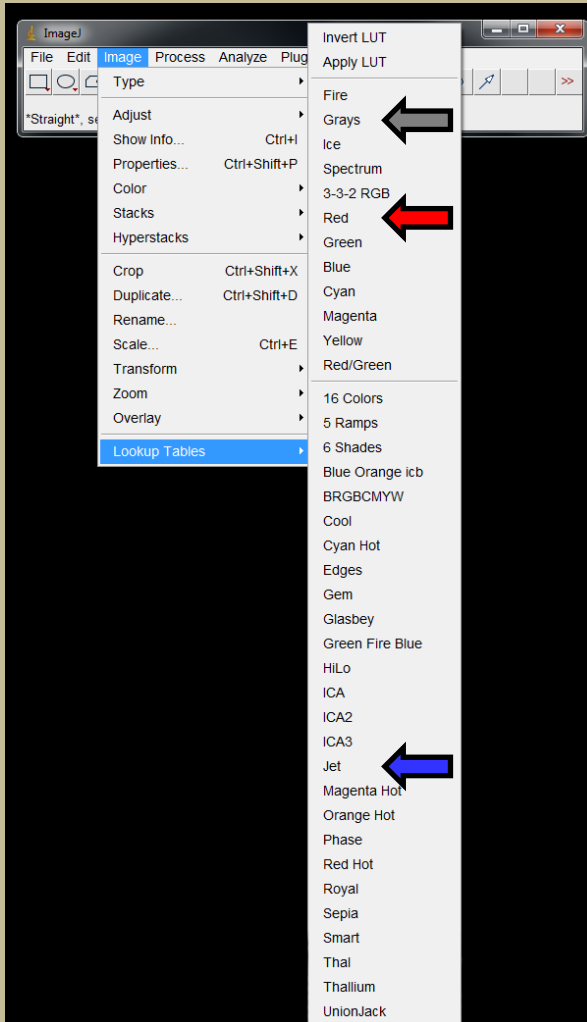 ImageJ
File Edit Image Process Analyze Plug
>>
*Straight*, se
Type
Adjust
Show Info... Ctrl+I
Properties... Ctrl+Shift+P
Color
Stacks
Hyperstacks
Crop Ctrl+Shift+X
Duplicate... Ctrl+Shift+D
Rename...
Scale... Ctrl+E
Transform
Zoom
Overlay
Lookup Tables
Invert LUT
Apply LUT
Fire
Grays
Ice
Spectrum
3-3-2 RGB
Red
Green
Blue
Cyan
Magenta
Yellow
Red/Green
16 Colors
5 Ramps
6 Shades
Blue Orange icb
BRGBCMYW
Cool
Cyan Hot
Edges
Gem
Glasbey
Green Fire Blue
HiLo
ICA
ICA2
ICA3
Jet
Magenta Hot
Orange Hot
Phase
Red Hot
Royal
Sepia
Smart
Thal
Thallium
UnionJack